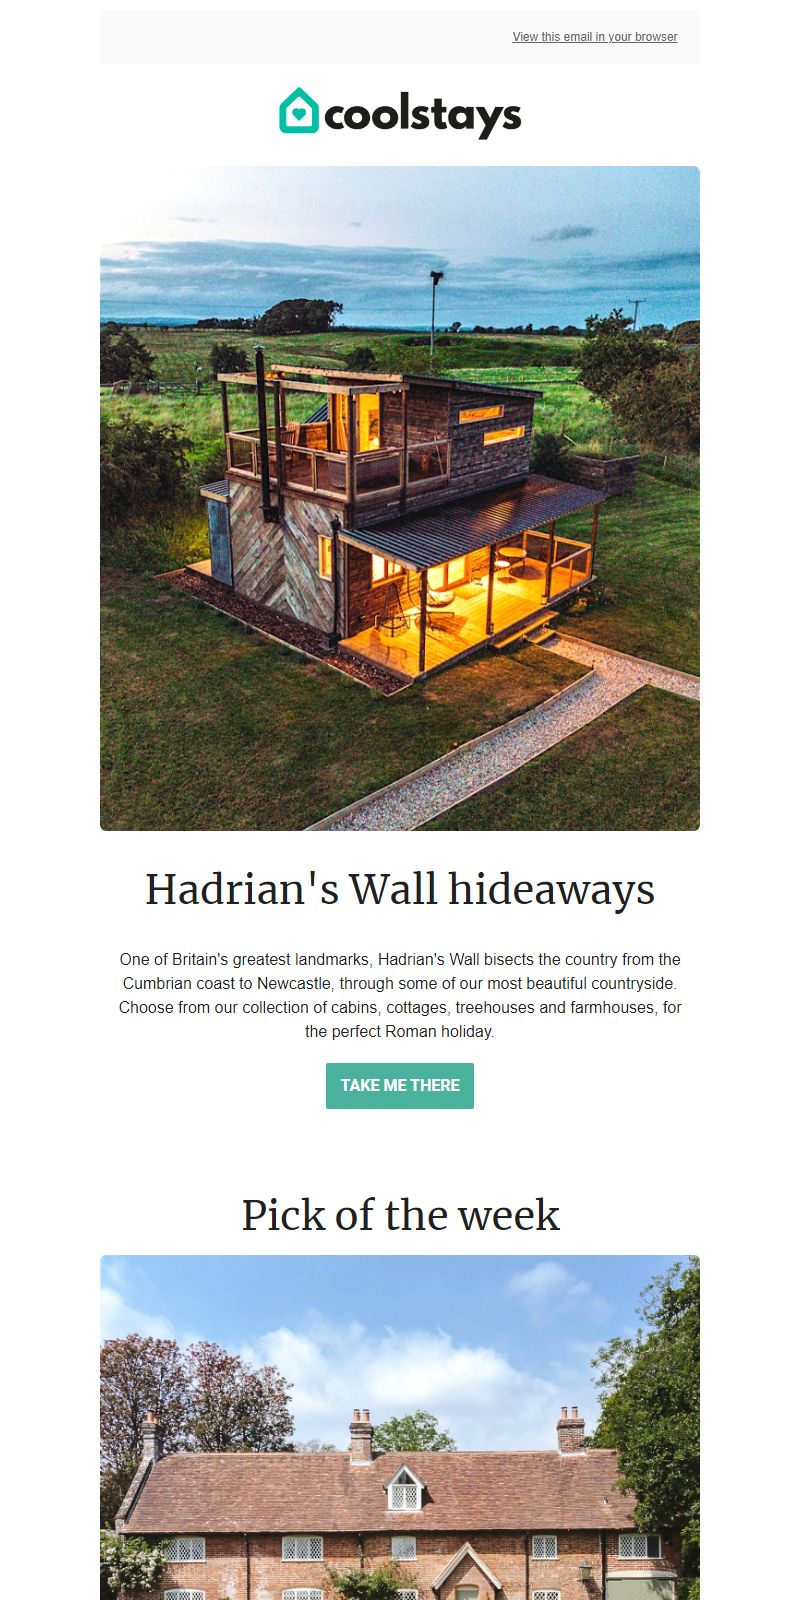 View this email in your browser
coolstays
Hadrian's Wall hideaways
One of Britain's greatest landmarks, Hadrian's Wall bisects the country from the
Cumbrian coast to Newcastle, through some of our most beautiful countryside.
Choose from our collection of cabins, cottages, treehouses and farmhouses, for
the perfect Roman holiday.
TAKE ME THERE
Pick of the week